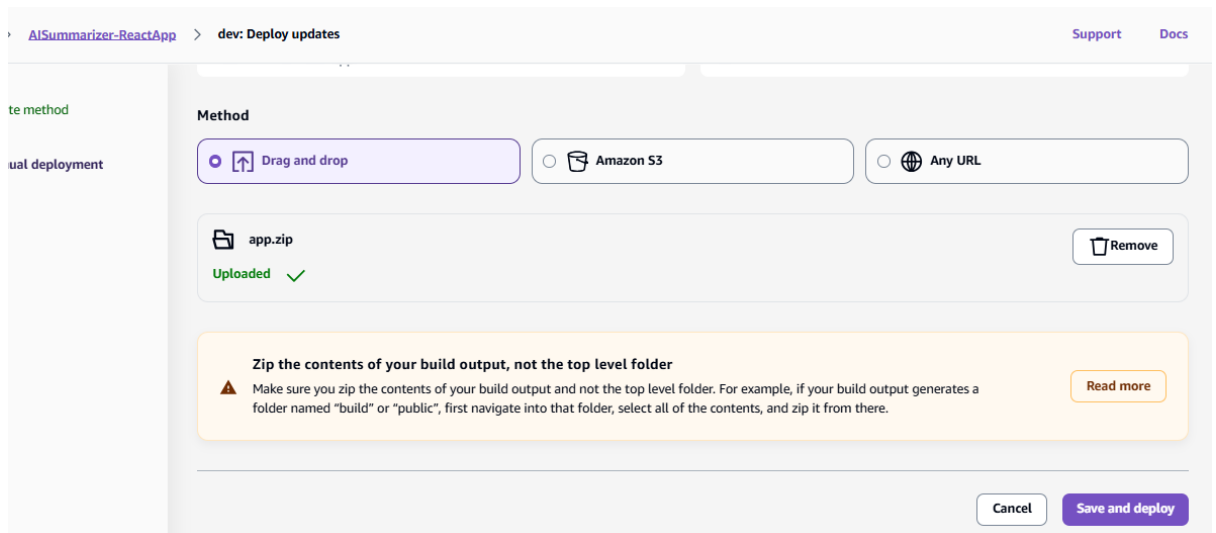 AISummarizer-ReactApp > dev: Deploy updates
Support Docs
te method
ual deployment
Method
Drag and drop
Amazon S3
Any URL
app.zip
Uploaded
Remove
Zip the contents of your build output, not the top level folder
Make sure you zip the contents of your build output and not the top level folder. For example, if your build output generates a
folder named “build” or “public”, first navigate into that folder, select all of the contents, and zip it from there.
Read more
Cancel
Save and deploy